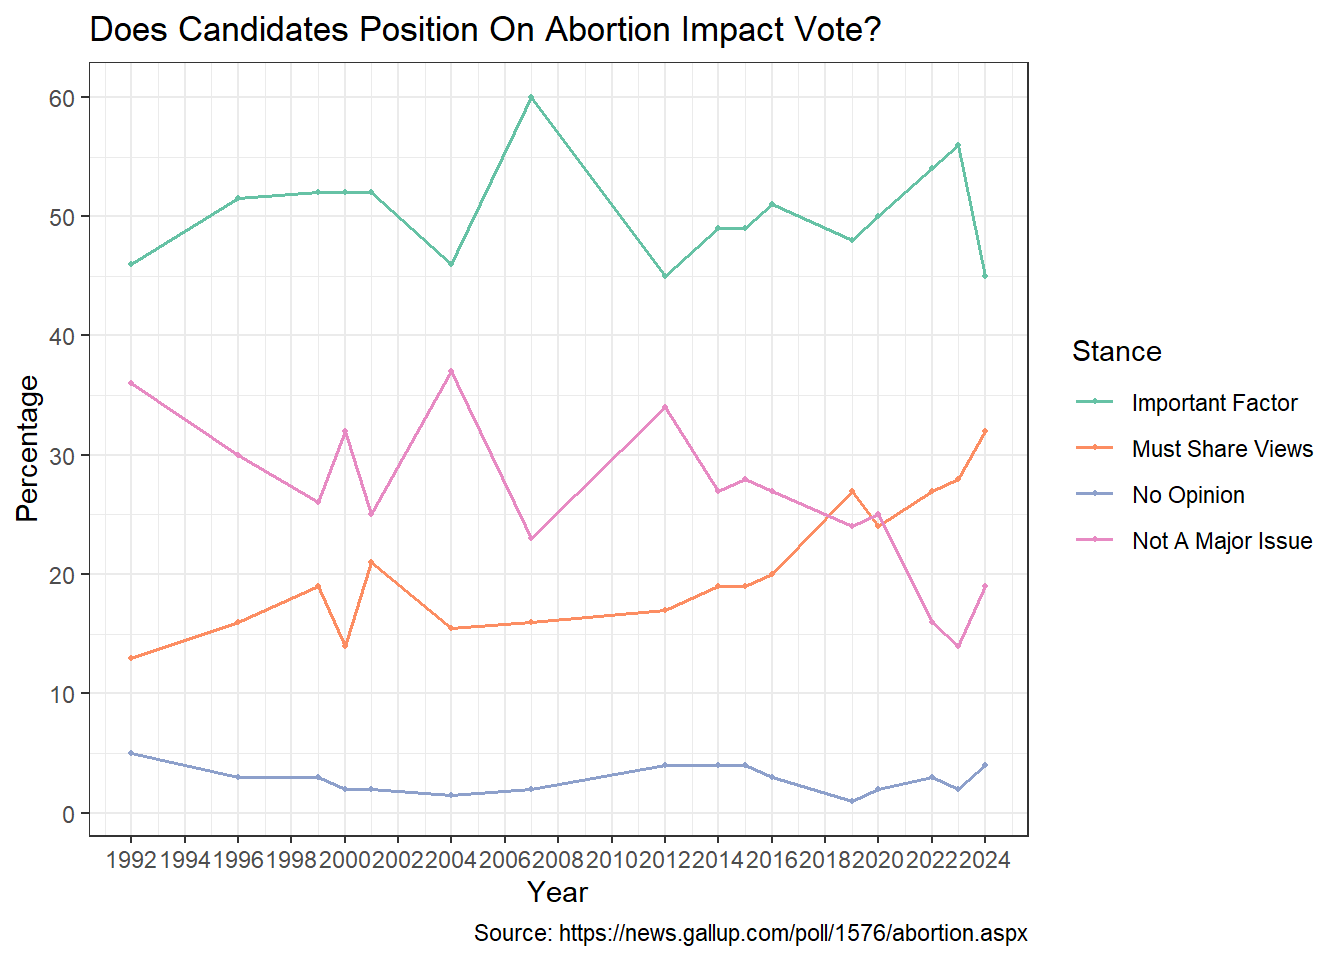 Does Candidates Position On Abortion Impact Vote?
60
50
40
30
20
10
0
Percentage
1992 1994 1996 1998 2000 2002 2004 2006 2008 2010 2012 2014 2016 2018 2020 2022 2024
Year
Stance
Important Factor
Must Share Views
No Opinion
Not A Major Issue
Source: https://news.gallup.com/poll/1576/abortion.aspx